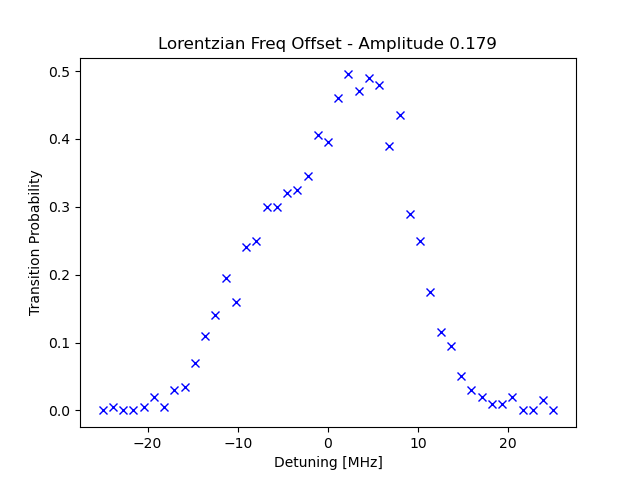 Lorentzian Freq Offset - Amplitude 0.179
Transition Probability
0.5
0.4
0.3
0.2
0.1
0.0
−20 −10 0 10 20
Detuning [MHz]